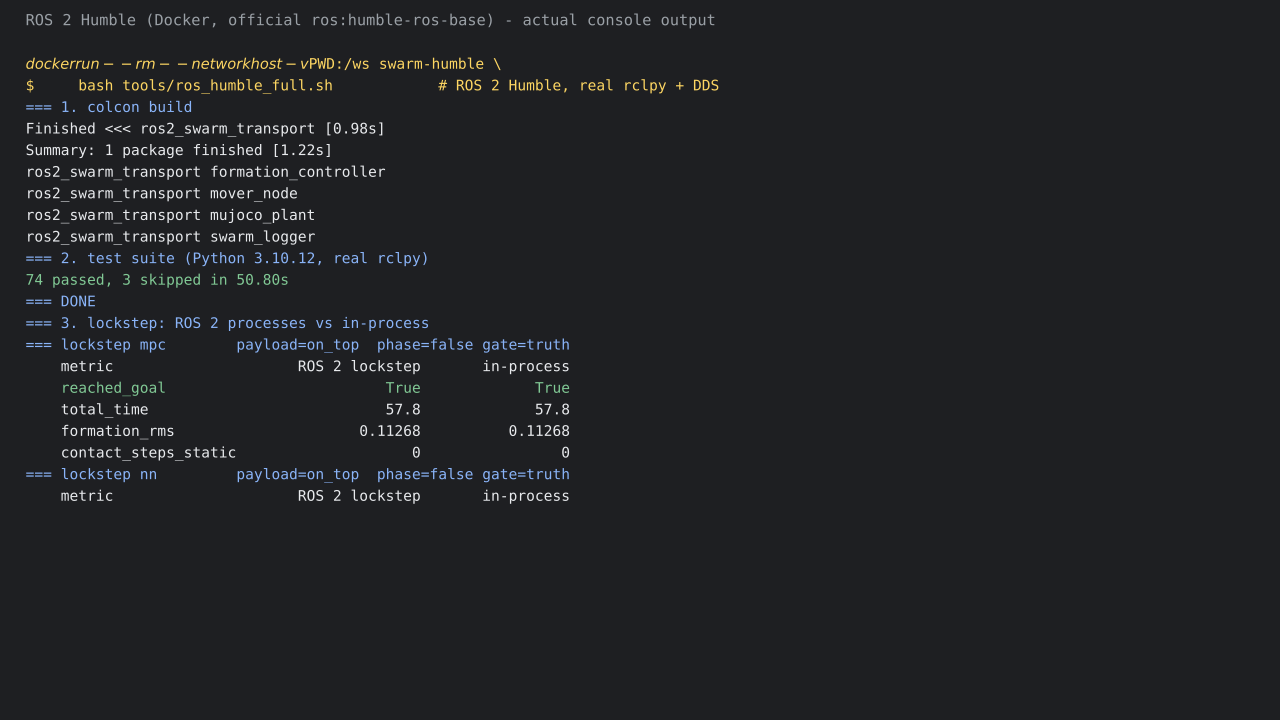 ROS 2 Humble (Docker, official ros:humble-ros-base) - actual console output
dockerrun--rm--networkhost-vPWD:/ws swarm-humble \
$     bash tools/ros_humble_full.sh            # ROS 2 Humble, real rclpy + DDS
=== 1. colcon build
Finished <<< ros2_swarm_transport [0.98s]
Summary: 1 package finished [1.22s]
ros2_swarm_transport formation_controller
ros2_swarm_transport mover_node
ros2_swarm_transport mujoco_plant
ros2_swarm_transport swarm_logger
=== 2. test suite (Python 3.10.12, real rclpy)
74 passed, 3 skipped in 50.80s
=== DONE
=== 3. lockstep: ROS 2 processes vs in-process
=== lockstep mpc        payload=on_top  phase=false gate=truth
    metric                     ROS 2 lockstep       in-process
    reached_goal                         True             True
    total_time                           57.8             57.8
    formation_rms                     0.11268          0.11268
    contact_steps_static                    0                0
=== lockstep nn         payload=on_top  phase=false gate=truth
    metric                     ROS 2 lockstep       in-process